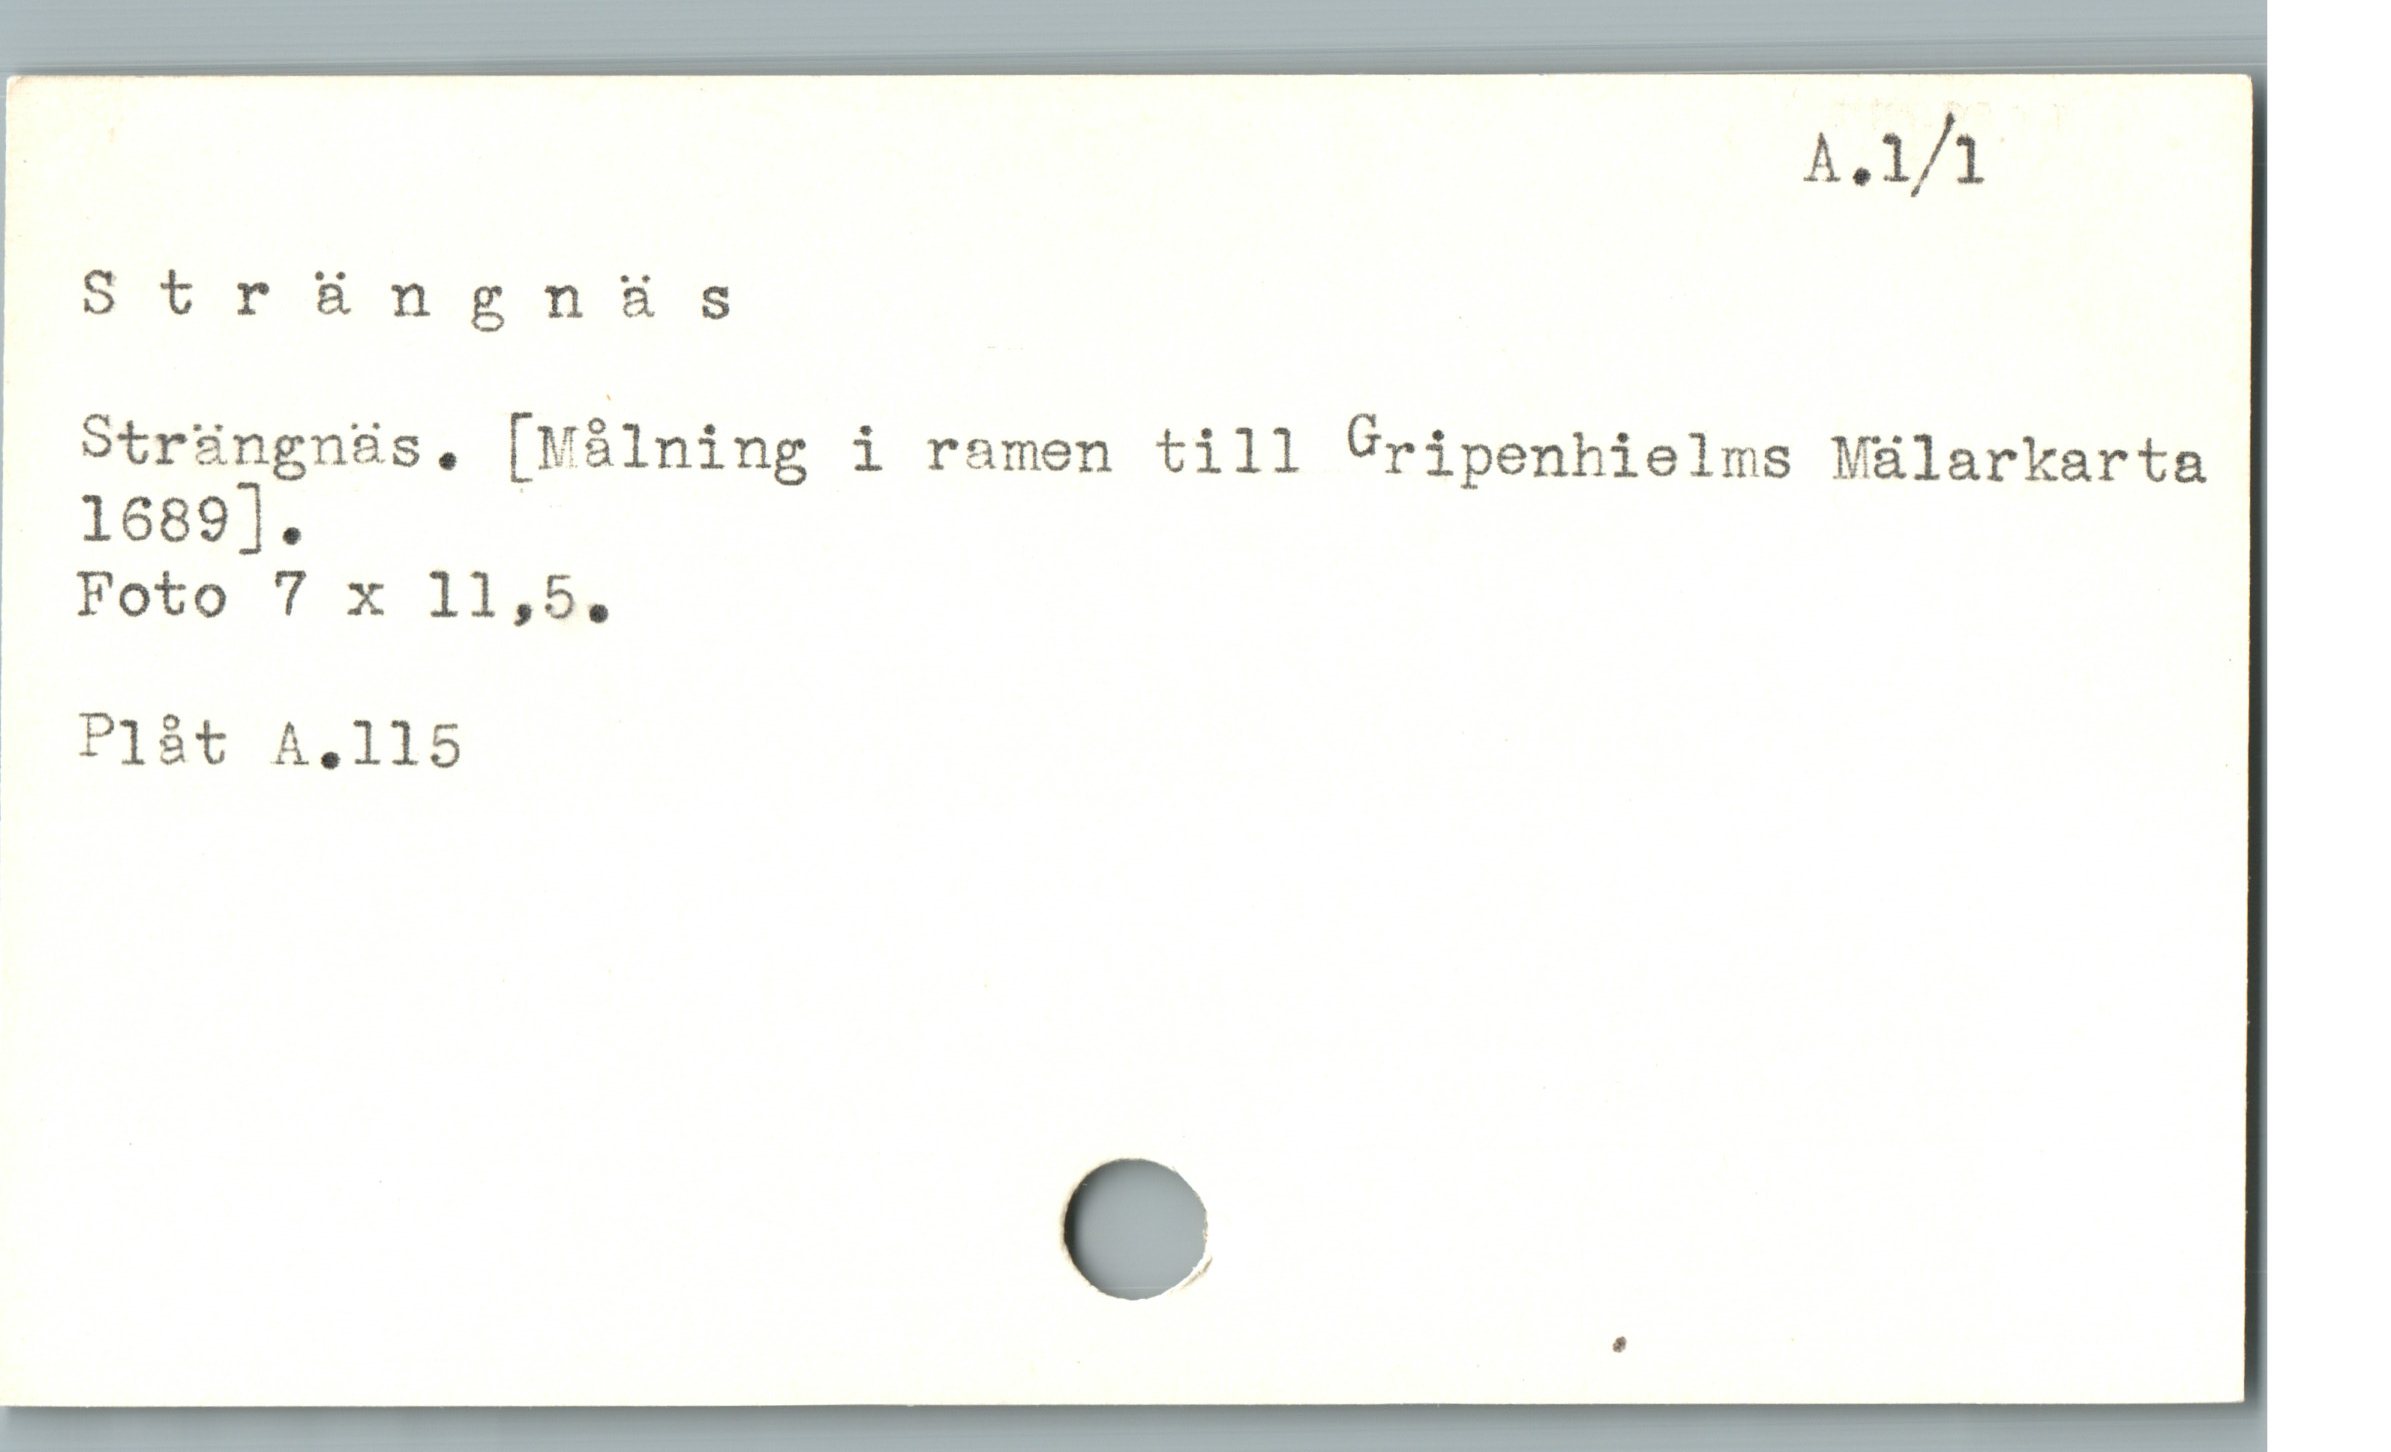 A.1/1
S t r ä n g n ä s
Strängnäs. [Målning i ramen till Gripenhielms Mälarkarta
1689].
Foto 7 x 11,5.
Plåt A.115